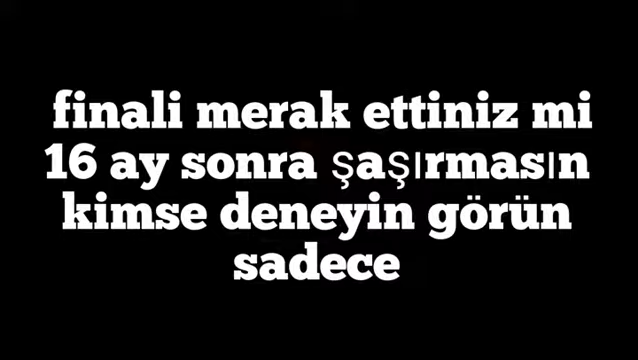 finali merak ettiniz mi
16 ay sonra şaşırmasın
kimse deneyin görün
sadece